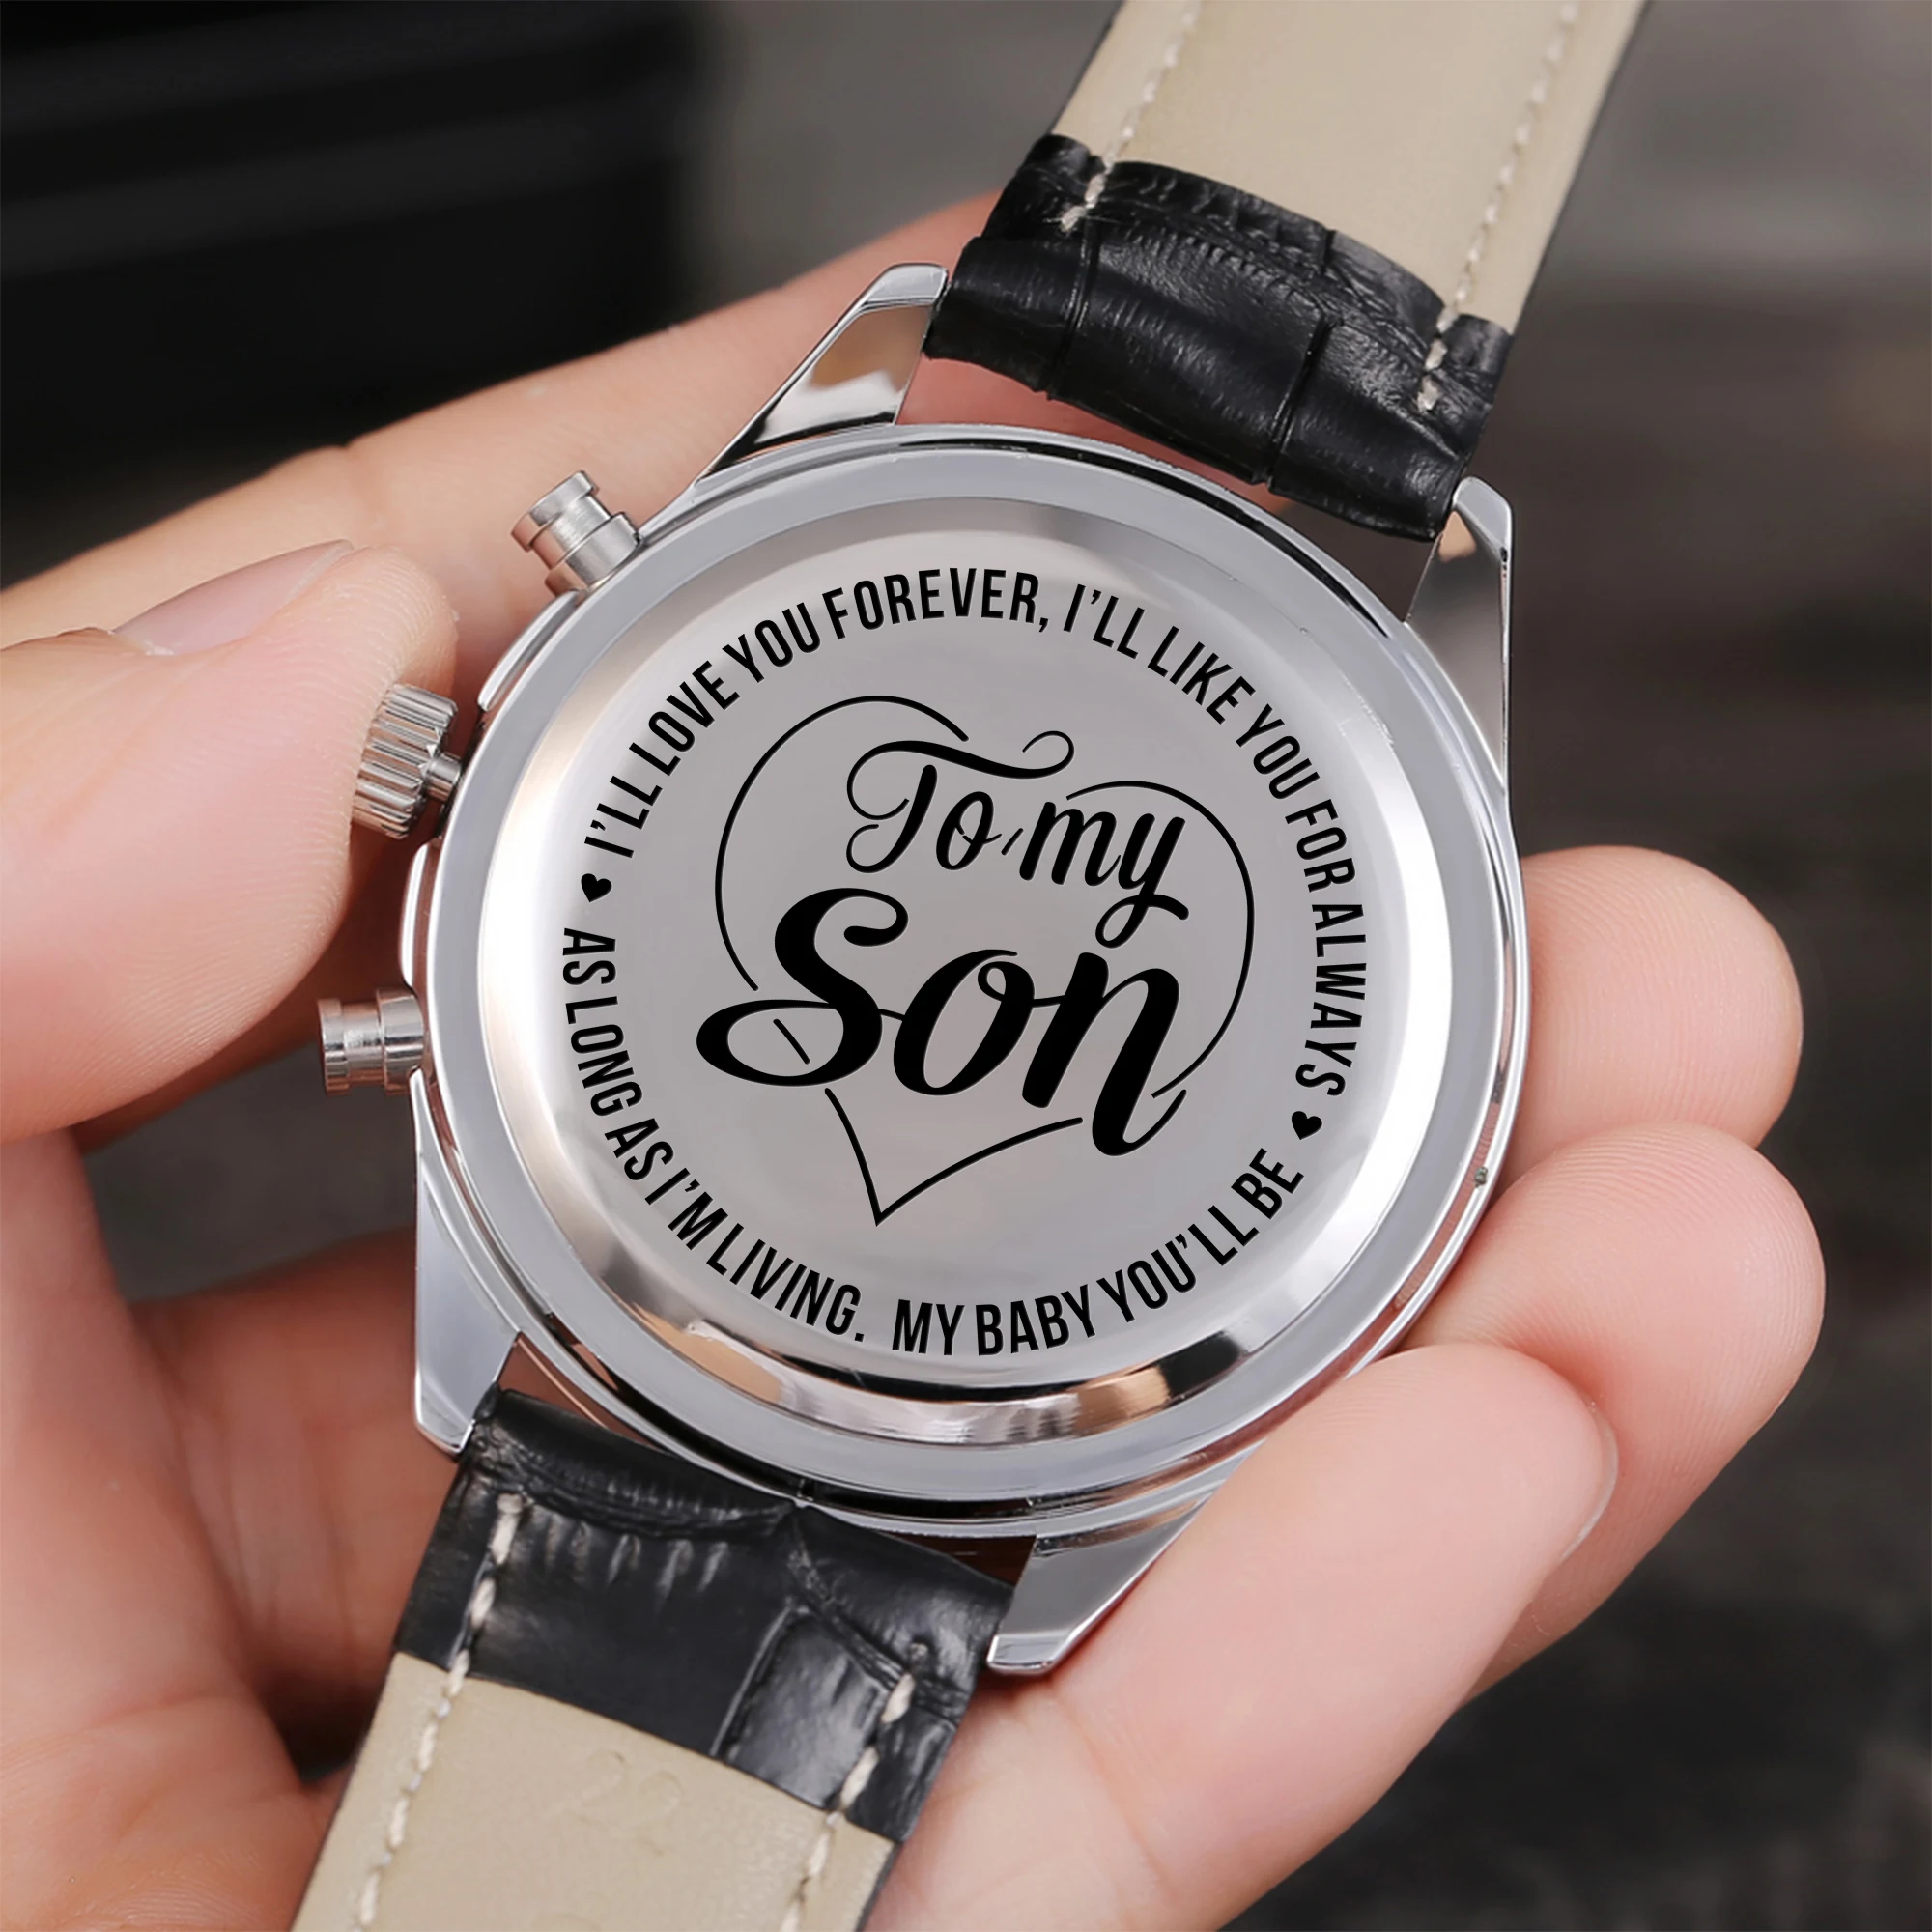 I'LL LOVE YOU FOREVER, I'LL LIKE YOU FOR ALWAYS
To my
Son
AS LONG AS I'M LIVING. MY BABY YOU'LL BE
22